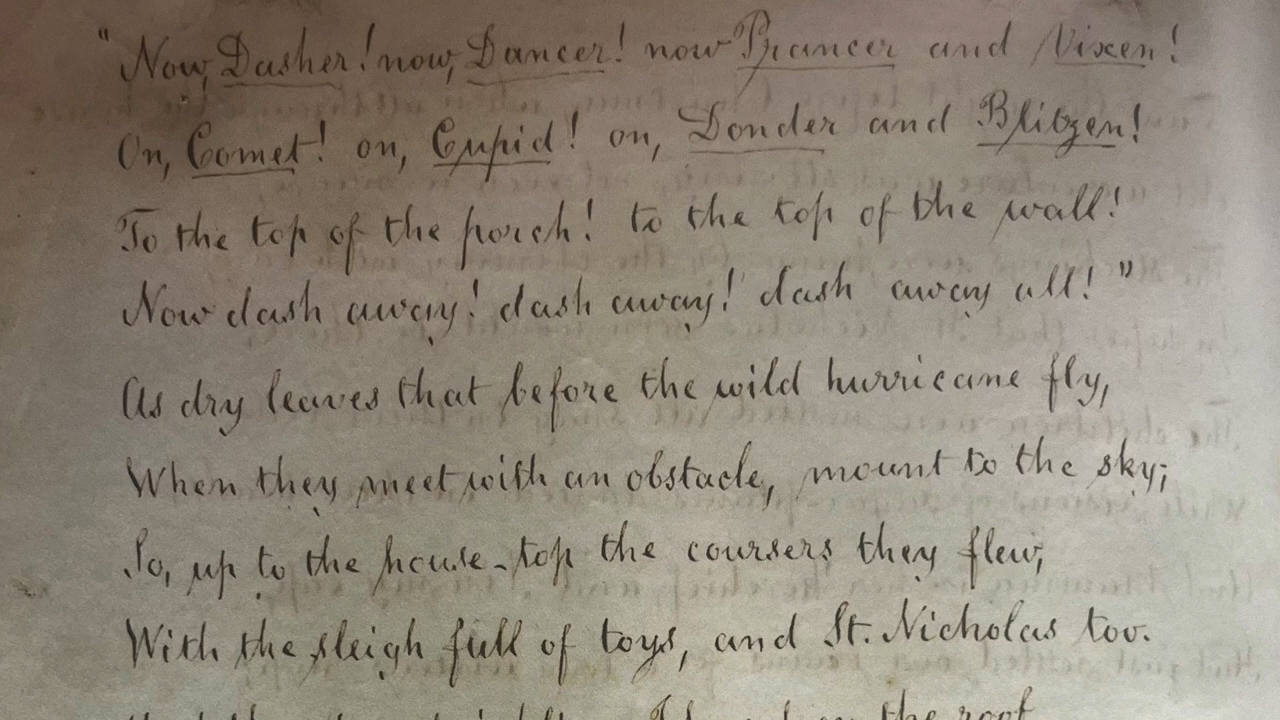 "Now, Dasher! now, Dancer! now Prancer and Vixen!
On, Comet! on, Cupid! on, Donder and Blitzen!
To the top of the porch! to the top of the wall!
Now dash away! dash away! dash away all!"
As dry leaves that before the wild hurricane fly,
When they meet with an obstacle, mount to the sky;
So, up to the house-top the coursers they flew,
With the sleigh full of toys, and St. Nicholas too.
the roof